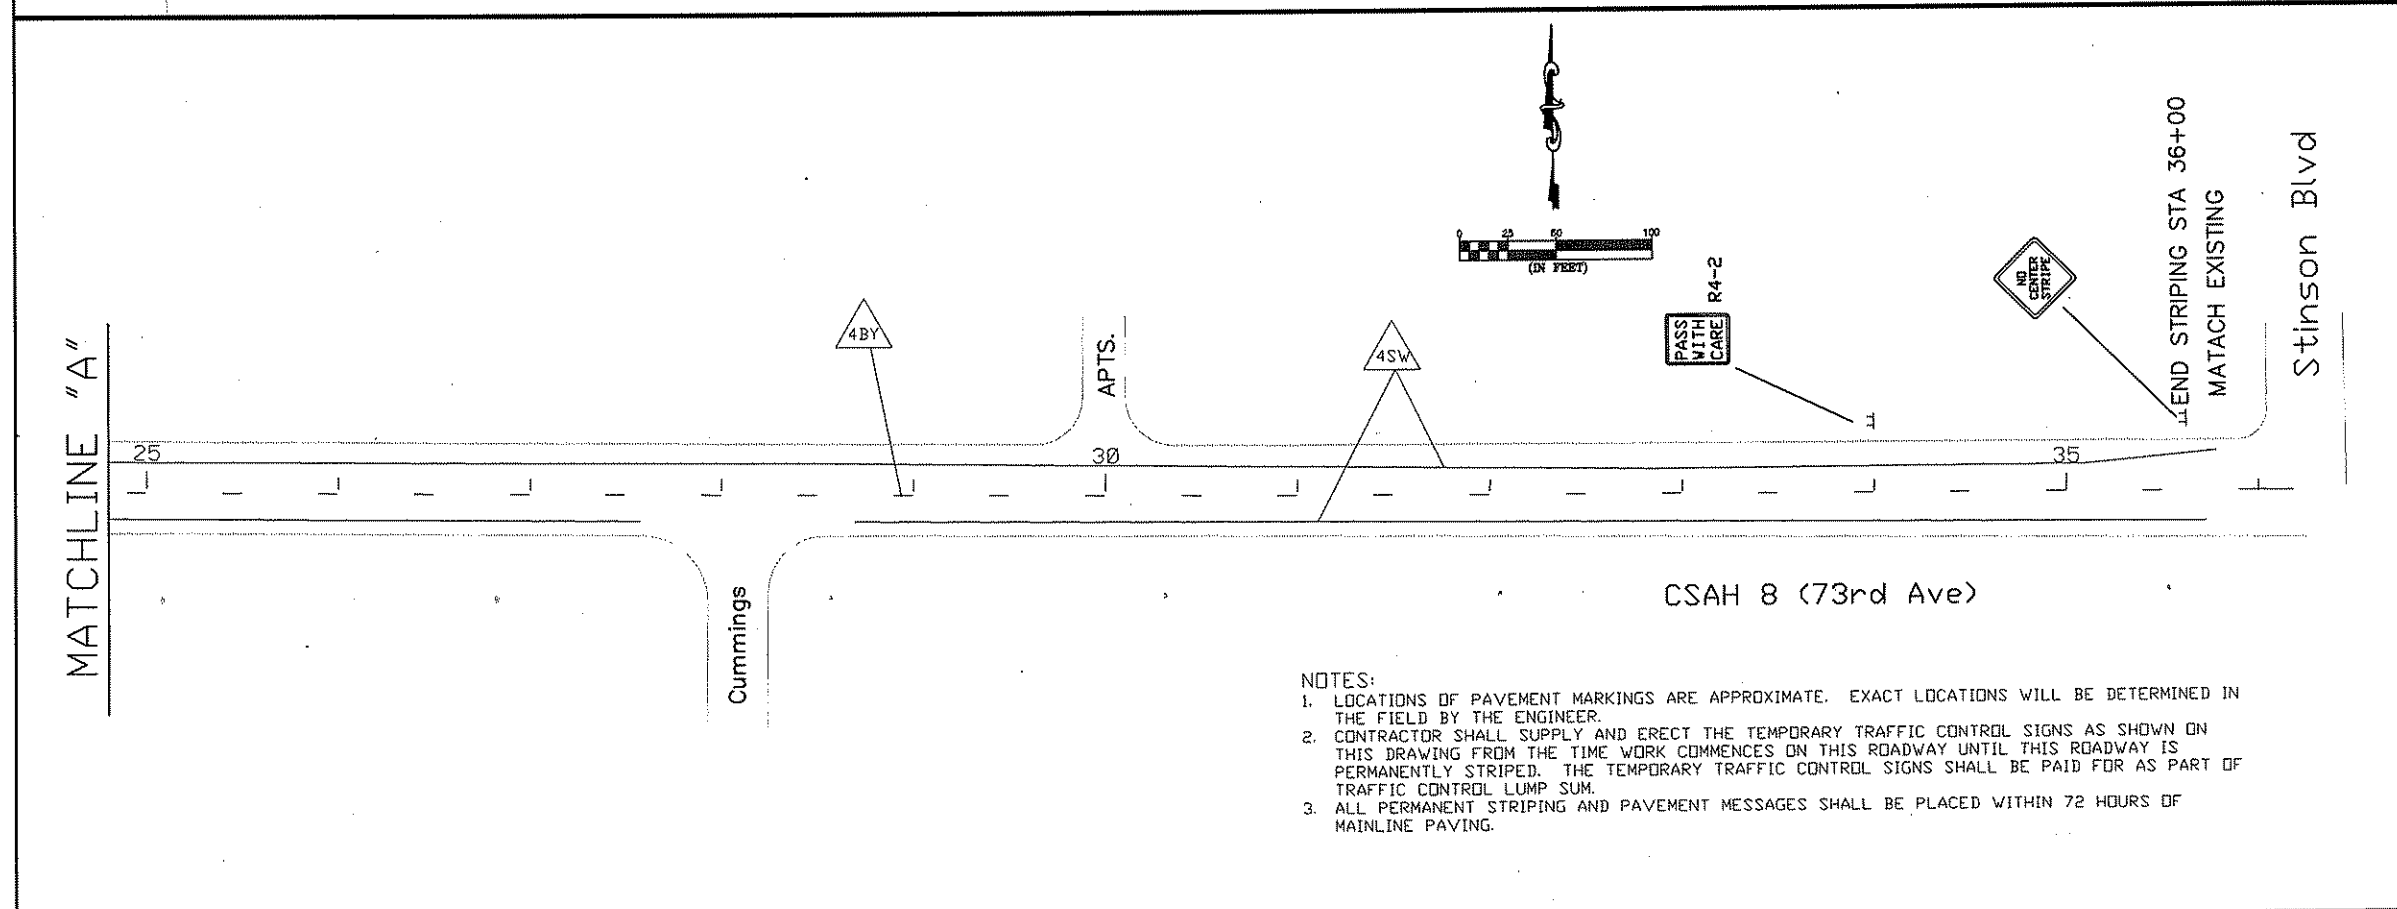 MATCHLINE "A"
25
4BY
APTS.
30
4SW
0 25 50 100
(IN FEET)
PASS
WITH
CARE
R4-2
NO
CENTER
STRIPE
END STRIPING STA 36+00
MATACH EXISTING
Stinson Blvd
35
Cummings
CSAH 8 (73rd Ave)
NOTES:
1. LOCATIONS OF PAVEMENT MARKINGS ARE APPROXIMATE. EXACT LOCATIONS WILL BE DETERMINED IN
THE FIELD BY THE ENGINEER.
2. CONTRACTOR SHALL SUPPLY AND ERECT THE TEMPORARY TRAFFIC CONTROL SIGNS AS SHOWN ON
THIS DRAWING FROM THE TIME WORK COMMENCES ON THIS ROADWAY UNTIL THIS ROADWAY IS
PERMANENTLY STRIPED. THE TEMPORARY TRAFFIC CONTROL SIGNS SHALL BE PAID FOR AS PART OF
TRAFFIC CONTROL LUMP SUM.
3. ALL PERMANENT STRIPING AND PAVEMENT MESSAGES SHALL BE PLACED WITHIN 72 HOURS OF
MAINLINE PAVING.